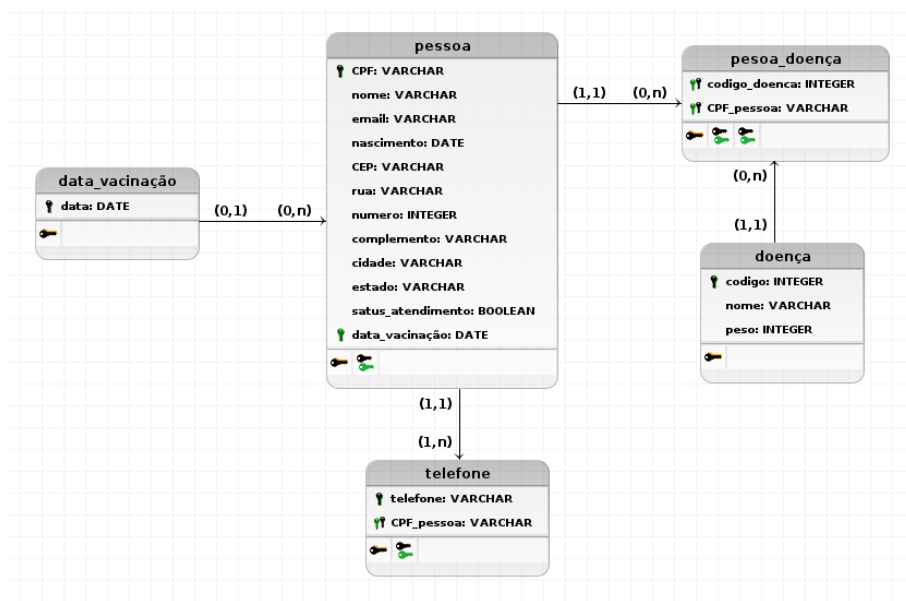 pessoa
CPF: VARCHAR
nome: VARCHAR
email: VARCHAR
nascimento: DATE
CEP: VARCHAR
rua: VARCHAR
numero: INTEGER
complemento: VARCHAR
cidade: VARCHAR
estado: VARCHAR
satus_atendimento: BOOLEAN
data_vacinação: DATE
pesoa_doença
codigo_doenca: INTEGER
CPF_pessoa: VARCHAR
(1,1) (0,n)
data_vacinação
data: DATE
(0,1) (0,n)
(0,n)
(1,1)
doença
codigo: INTEGER
nome: VARCHAR
peso: INTEGER
(1,1)
(1,n)
telefone
telefone: VARCHAR
CPF_pessoa: VARCHAR